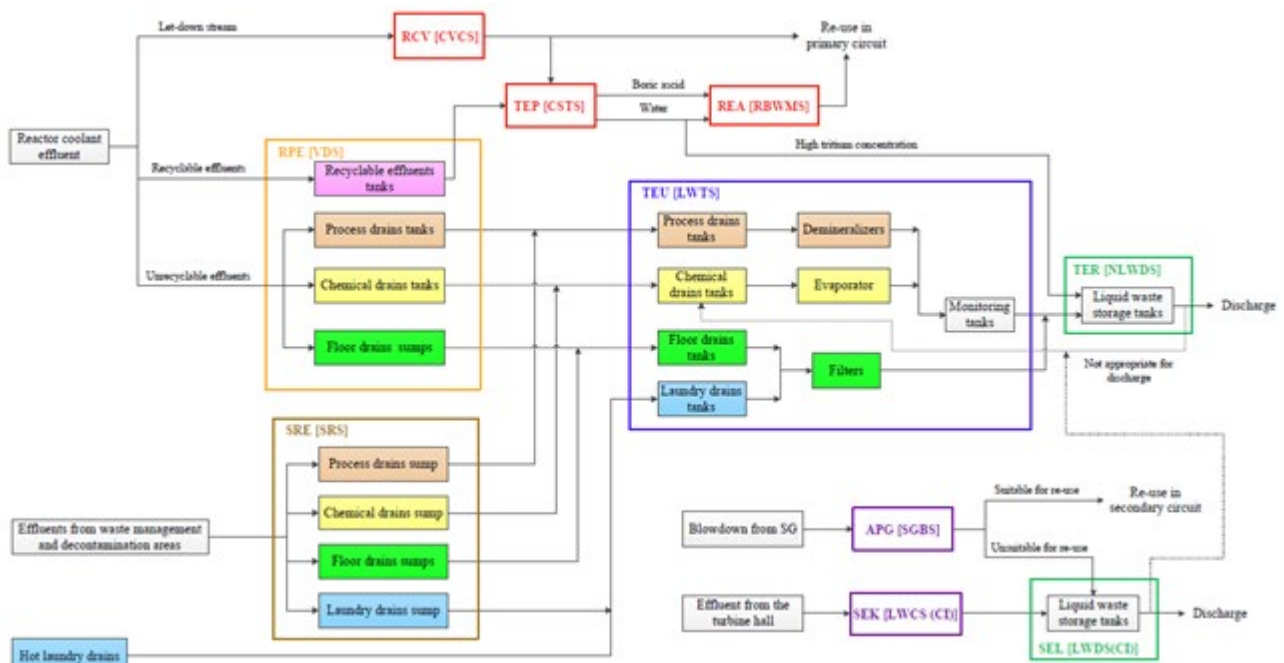 Let-down stream
RCV [CVCS]
Re-use in
primary circuit
TEP [CSTS]
Boric acid
Water
REA [RBWMS]
Reactor coolant
effluent
High tritium concentration
RPE [VDS]
Recyclable effluents
Recyclable effluents
tanks
TEU [LWTS]
Process drains tanks
Process drains
tanks
Demineralizers
Unrecyclable effluents
Chemical drains tanks
Chemical
drains tanks
Evaporator
TER [NLWDS]
Liquid waste
storage tanks
Discharge
Monitoring
tanks
Floor drains sumps
Floor drains
tanks
Filters
Not appropriate for
discharge
Laundry drains
tanks
SRE [SRS]
Process drains sump
Chemical drains sump
Effluents from waste management
and decontamination areas
Floor drains sumps
Laundry drains sump
Hot laundry drains
Blowdown from SG
APG [SGBS]
Suitable for re-use
Re-use in
secondary circuit
Unsuitable for re-use
Effluent from the
turbine hall
SEK [LWCS (CI)]
Liquid waste
storage tanks
Discharge
SEL [LWDS(CI)]